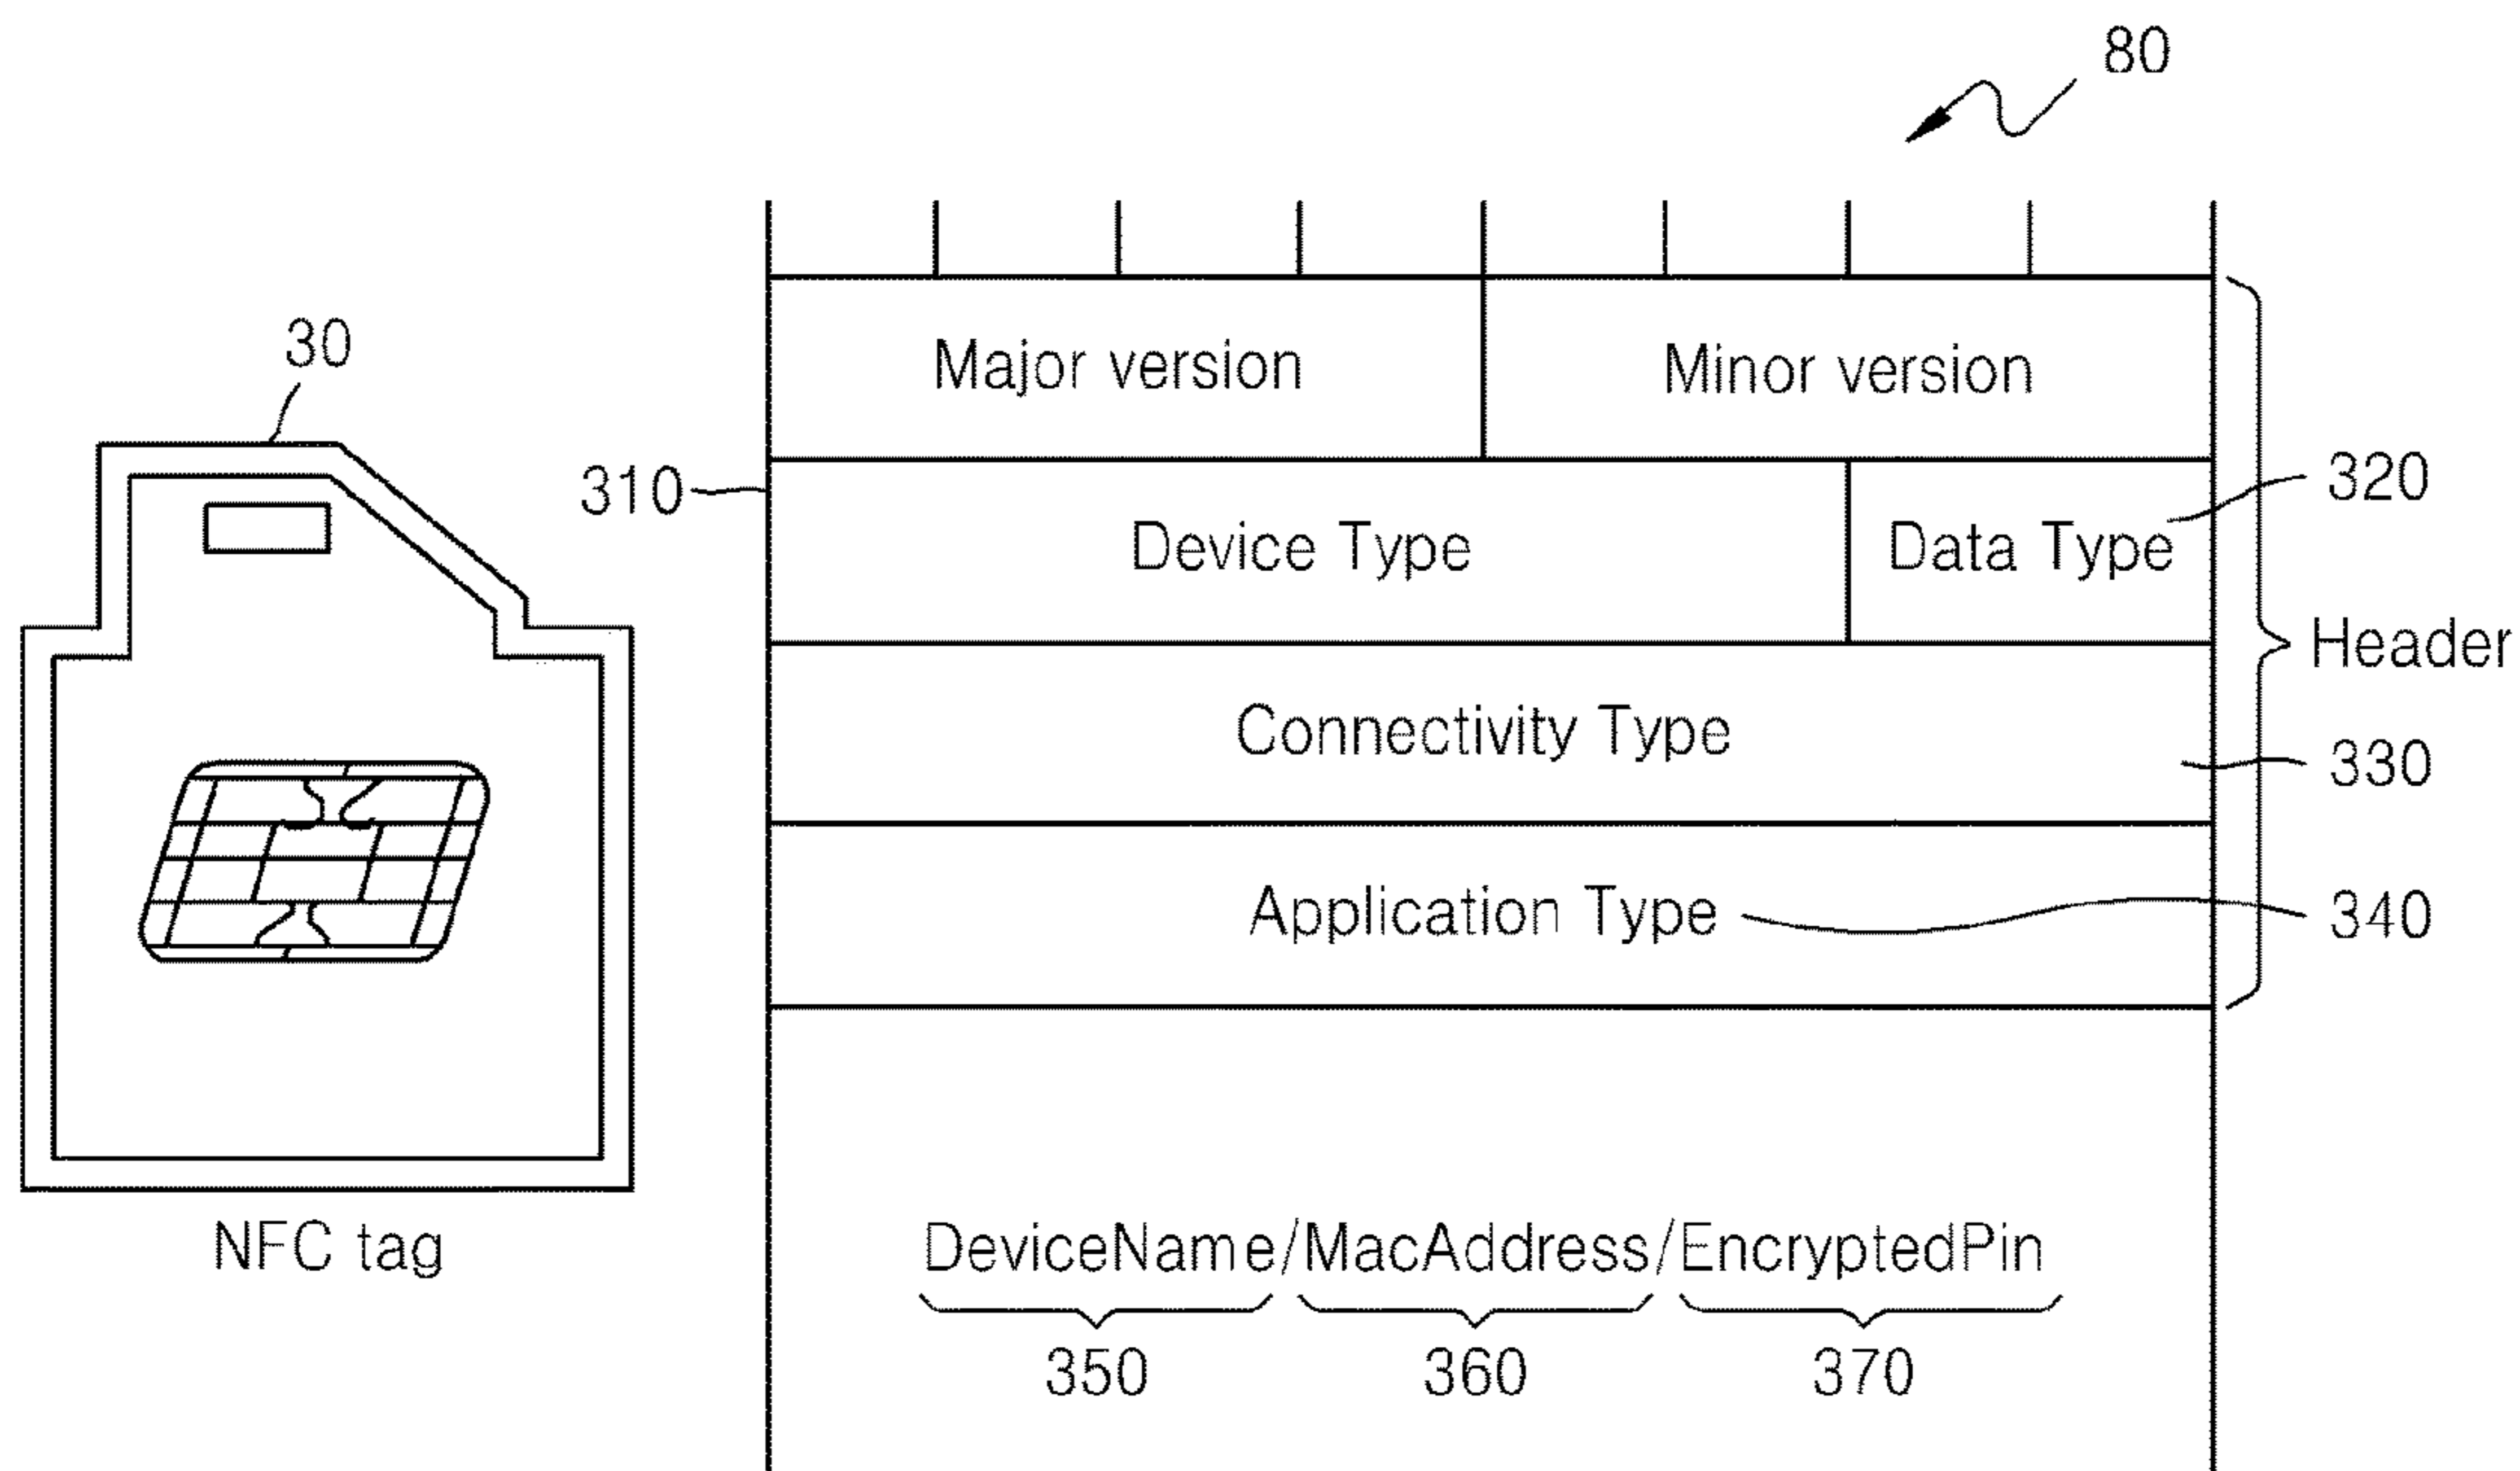 80
30
Major version
Minor version
310
320
Device Type
Data Type
Header
Connectivity Type
330
Application Type
340
NFC tag
DeviceName/MacAddress/EncryptedPin
350
360
370